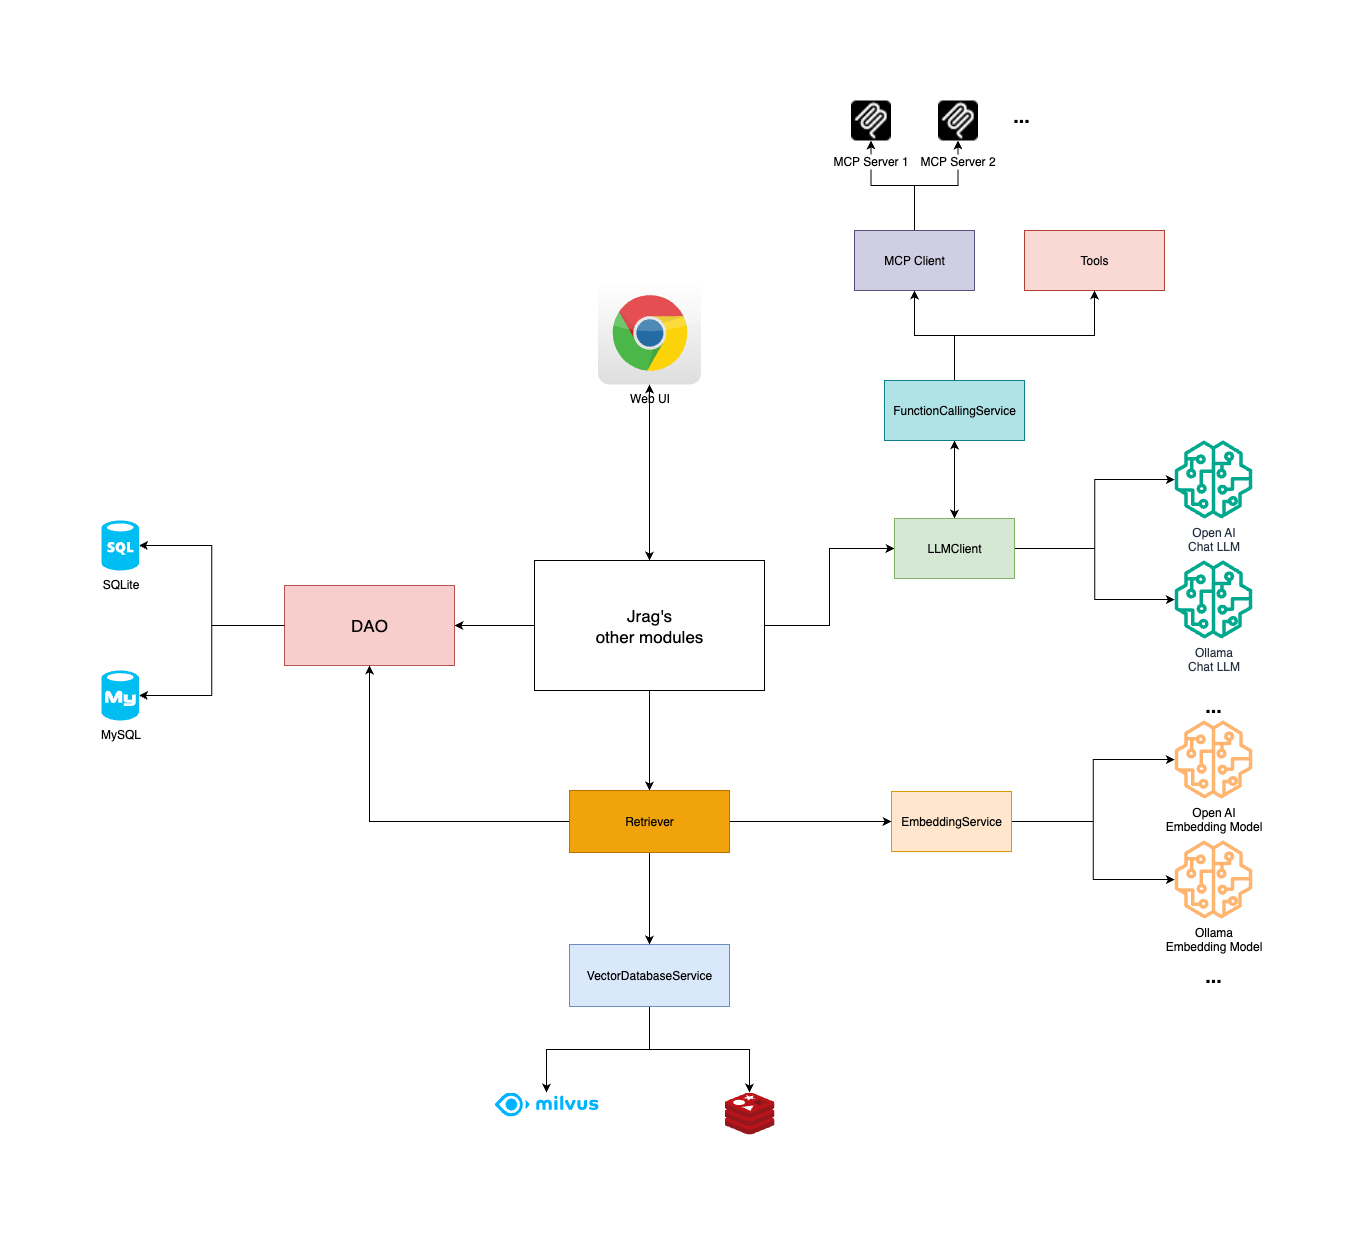 ...
MCP Server 1
MCP Server 2
MCP Client
Tools
Web UI
FunctionCallingService
LLMClient
Open AI
Chat LLM
SQL
SQLite
Jrag's
other modules
DAO
Ollama
Chat LLM
...
My
MySQL
Retriever
EmbeddingService
Open AI
Embedding Model
Ollama
Embedding Model
...
VectorDatabaseService
milvus